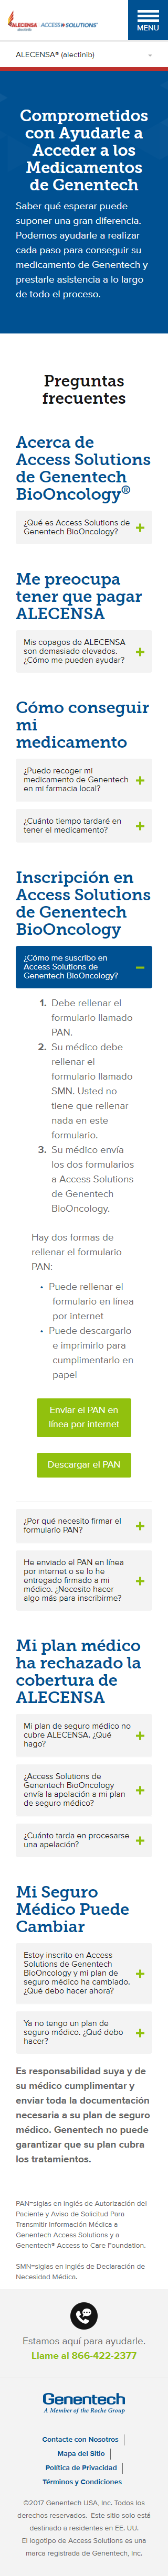 ALECENSA alectinib ACCESS SOLUTIONS®
MENU
ALECENSA® (alectinib)
Comprometidos
con Ayudarle a
Acceder a los
Medicamentos
de Genentech
Saber qué esperar puede
suponer una gran diferencia.
Podemos ayudarle a realizar
cada paso para conseguir su
medicamento de Genentech y
prestarle asistencia a lo largo
de todo el proceso.
Preguntas
frecuentes
Acerca de
Access Solutions
de Genentech
BioOncology®
¿Qué es Access Solutions de
Genentech BioOncology?
Me preocupa
tener que pagar
ALECENSA
Mis copagos de ALECENSA
son demasiado elevados.
¿Cómo me pueden ayudar?
Cómo conseguir
mi
medicamento
¿Puedo recoger mi
medicamento de Genentech
en mi farmacia local?
¿Cuánto tiempo tardaré en
tener el medicamento?
Inscripción en
Access Solutions
de Genentech
BioOncology
¿Cómo me suscribo en
Access Solutions de
Genentech BioOncology?
1. Debe rellenar el
formulario llamado
PAN.
2. Su médico debe
rellenar el
formulario llamado
SMN. Usted no
tiene que rellenar
nada en este
formulario.
3. Su médico envía
los dos formularios
a Access Solutions
de Genentech
BioOncology.
Hay dos formas de
rellenar el formulario
PAN:
• Puede rellenar el
formulario en línea
por internet
• Puede descargarlo
e imprimirlo para
cumplimentarlo en
papel
Enviar el PAN en
línea por internet
Descargar el PAN
¿Por qué necesito firmar el
formulario PAN?
He enviado el PAN en línea
por internet o se lo he
entregado firmado a mi
médico. ¿Necesito hacer
algo más para inscribirme?
Mi plan médico
ha rechazado la
cobertura de
ALECENSA
Mi plan de seguro médico no
cubre ALECENSA. ¿Qué
hago?
¿Access Solutions de
Genentech BioOncology
envía la apelación a mi plan
de seguro médico?
¿Cuánto tarda en procesarse
una apelación?
Mi Seguro
Médico Puede
Cambiar
Estoy inscrito en Access
Solutions de Genentech
BioOncology y mi plan de
seguro médico ha cambiado.
¿Qué debo hacer ahora?
Ya no tengo un plan de
seguro médico. ¿Qué debo
hacer?
Es responsabilidad suya y de
su médico cumplimentar y
enviar toda la documentación
necesaria a su plan de seguro
médico. Genentech no puede
garantizar que su plan cubra
los tratamientos.
PAN=siglas en inglés de Autorización del
Paciente y Aviso de Solicitud Para
Transmitir Información Médica a
Genentech Access Solutions y a
Genentech® Access to Care Foundation.
SMN=siglas en inglés de Declaración de
Necesidad Médica.
Estamos aquí para ayudarle.
Llame al 866-422-2377
Genentech
A Member of the Roche Group
Contacte con Nosotros
Mapa del Sitio
Política de Privacidad
Términos y Condiciones
©2017 Genentech USA, Inc. Todos los
derechos reservados. Este sitio solo está
destinado a residentes en EE. UU.
El logotipo de Access Solutions es una
marca registrada de Genentech, Inc.